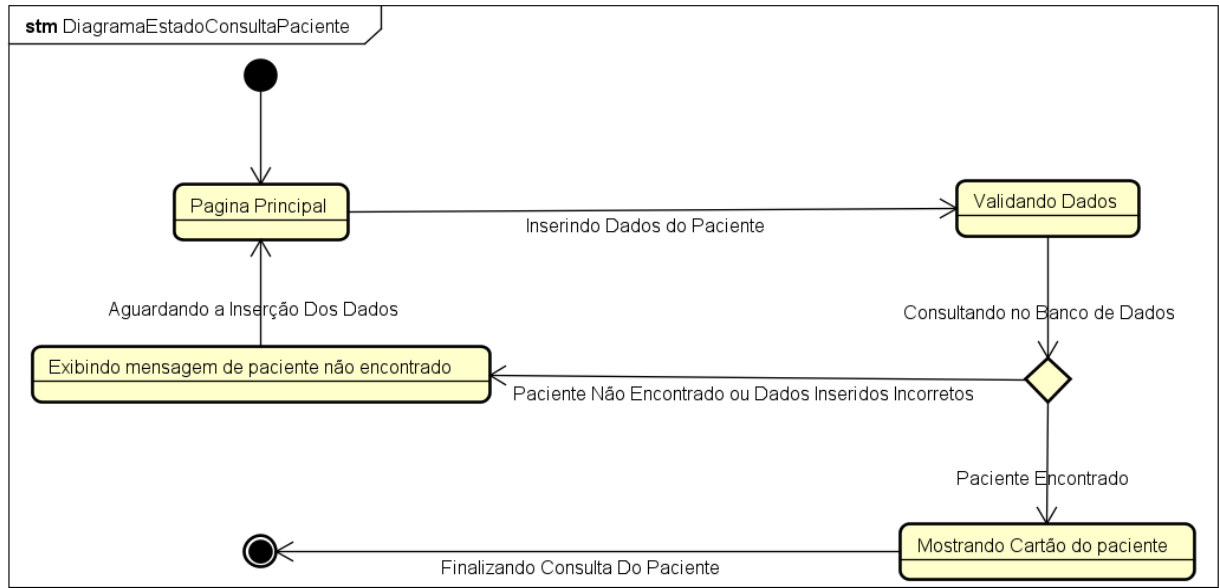 stm DiagramaEstadoConsultaPaciente
Pagina Principal
Validando Dados
Inserindo Dados do Paciente
Aguardando a Inserção Dos Dados
Consultando no Banco de Dados
Exibindo mensagem de paciente não encontrado
Paciente Não Encontrado ou Dados Inseridos Incorretos
Paciente Encontrado
Mostrando Cartão do paciente
Finalizando Consulta Do Paciente